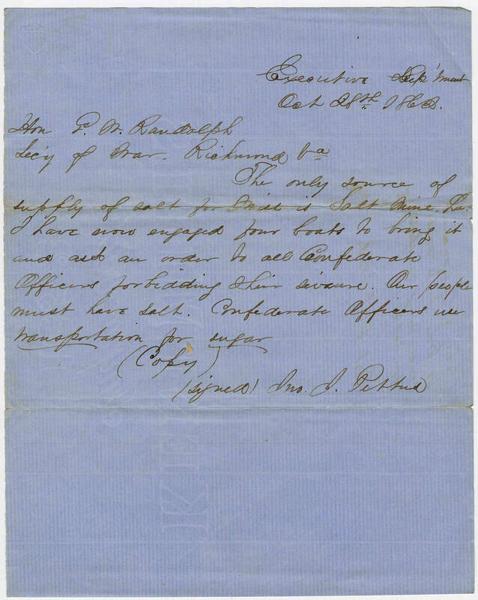 Executive Dep'tment
Oct 28th 1862.
Hon G. W. Randolph
Sec'y of War. Richmond Va
The only source of
supply of salt for Miss is Salt Mine La.
I have now engaged four boats to bring it
and ask an order to all Confederate
Officers forbidding their seizure. Our people
must have salt. Confederate Officers use
transportation for sugar
(Copy)
(signed) Jno. J. Pettus